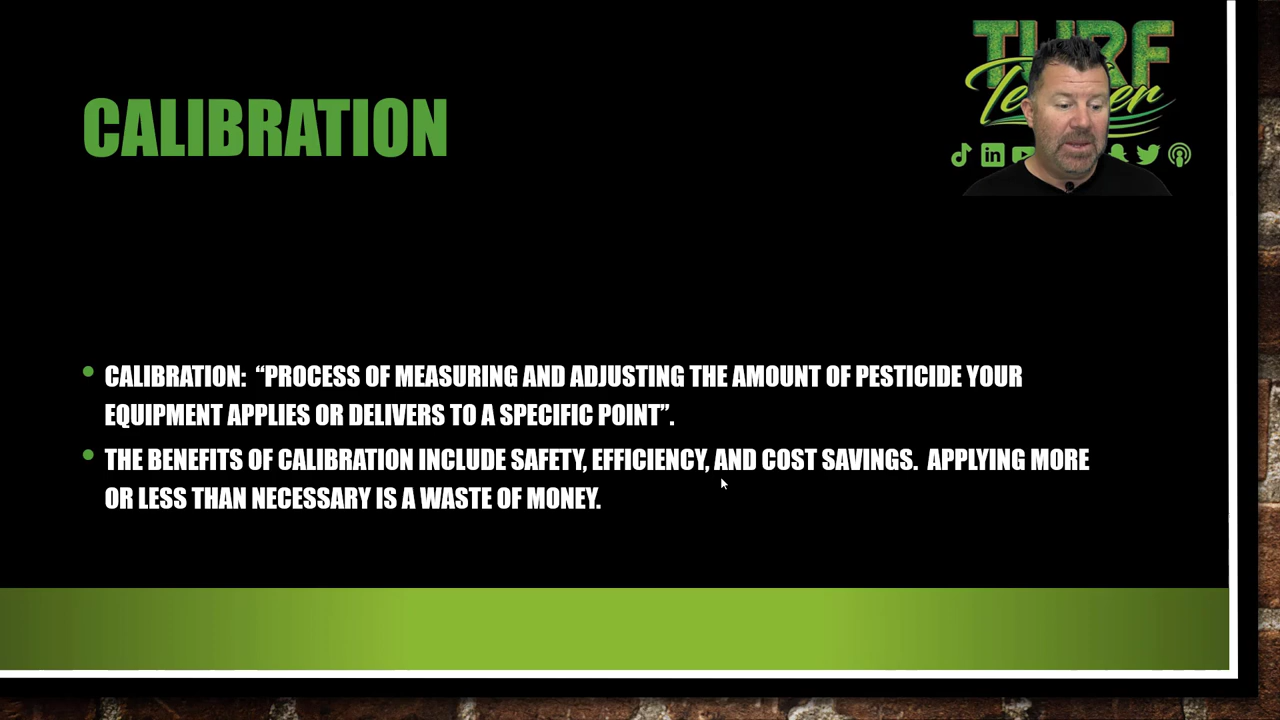 TURF
CALIBRATION
CALIBRATION: “PROCESS OF MEASURING AND ADJUSTING THE AMOUNT OF PESTICIDE YOUR
EQUIPMENT APPLIES OR DELIVERS TO A SPECIFIC POINT”.
THE BENEFITS OF CALIBRATION INCLUDE SAFETY, EFFICIENCY, AND COST SAVINGS. APPLYING MORE
OR LESS THAN NECESSARY IS A WASTE OF MONEY.